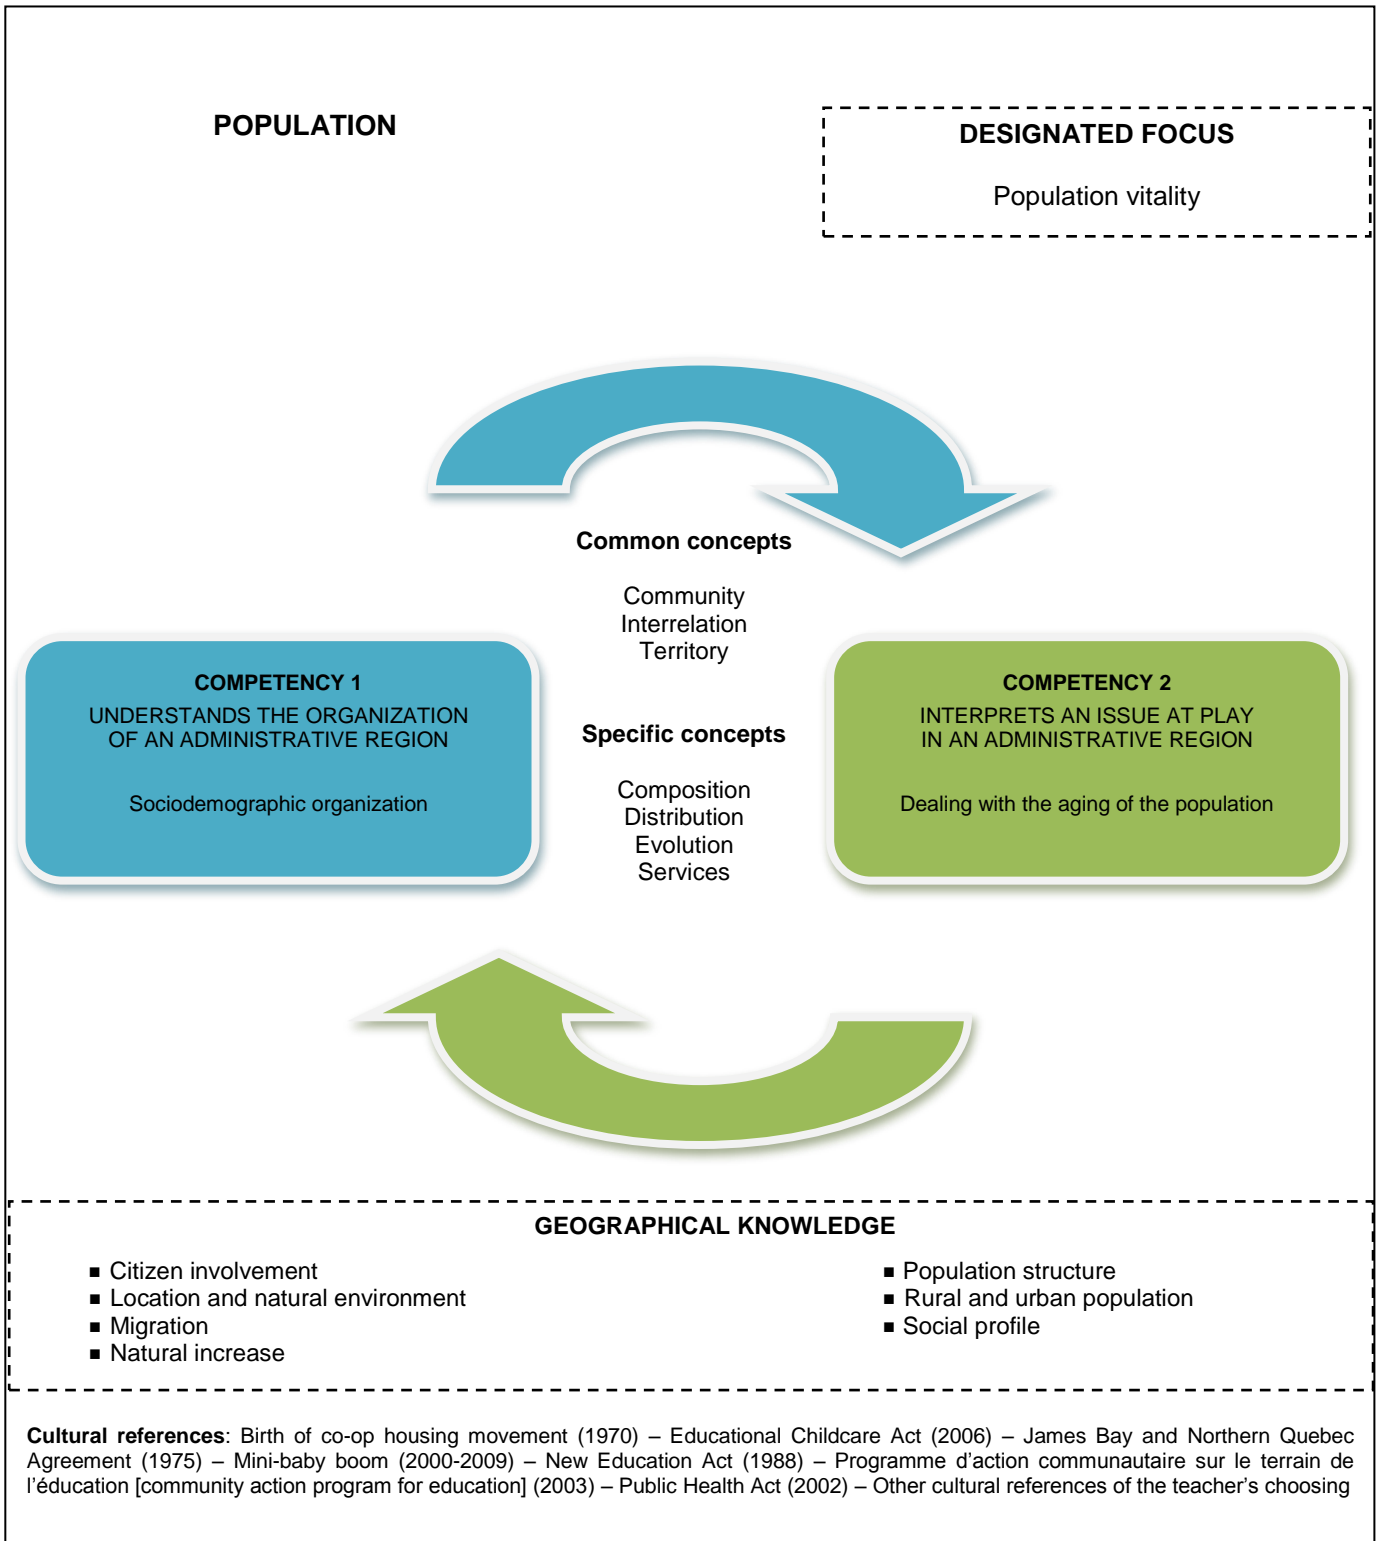 POPULATION
DESIGNATED FOCUS
Population vitality
Common concepts
Community
Interrelation
Territory
COMPETENCY 1
UNDERSTANDS THE ORGANIZATION
OF AN ADMINISTRATIVE REGION
Sociodemographic organization
Specific concepts
Composition
Distribution
Evolution
Services
COMPETENCY 2
INTERPRETS AN ISSUE AT PLAY
IN AN ADMINISTRATIVE REGION
Dealing with the aging of the population
GEOGRAPHICAL KNOWLEDGE
▪ Citizen involvement
▪ Location and natural environment
▪ Migration
▪ Natural increase
▪ Population structure
▪ Rural and urban population
▪ Social profile
Cultural references: Birth of co-op housing movement (1970) – Educational Childcare Act (2006) – James Bay and Northern Quebec
Agreement (1975) – Mini-baby boom (2000-2009) – New Education Act (1988) – Programme d’action communautaire sur le terrain de
l’éducation [community action program for education] (2003) – Public Health Act (2002) – Other cultural references of the teacher’s choosing